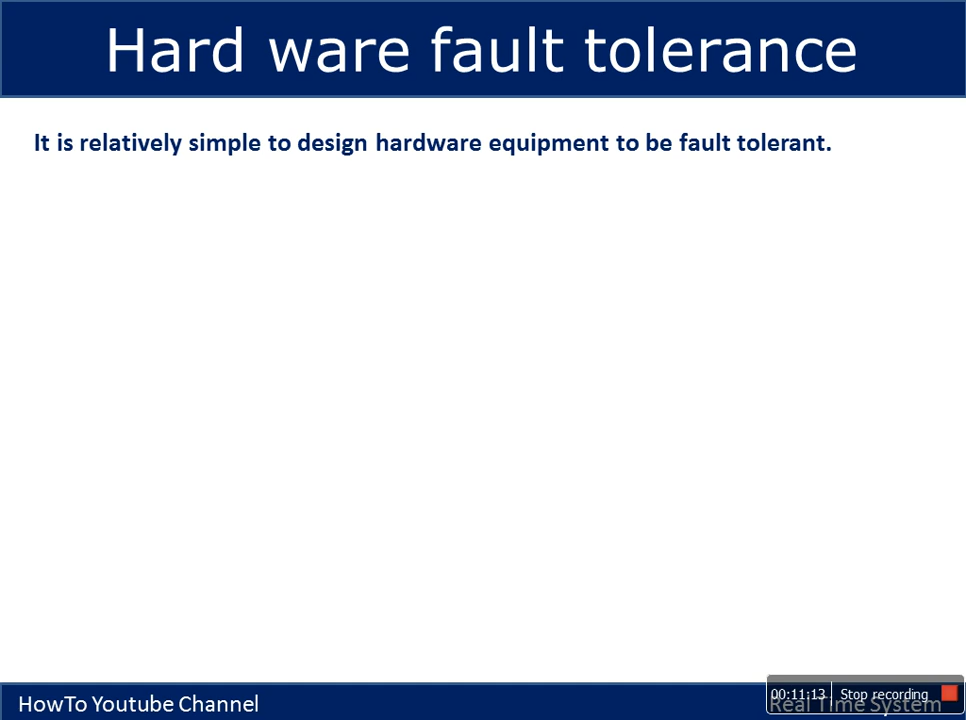 Hard ware fault tolerance
It is relatively simple to design hardware equipment to be fault tolerant.
HowTo Youtube Channel
00:11:13 Stop recording
Real Time System